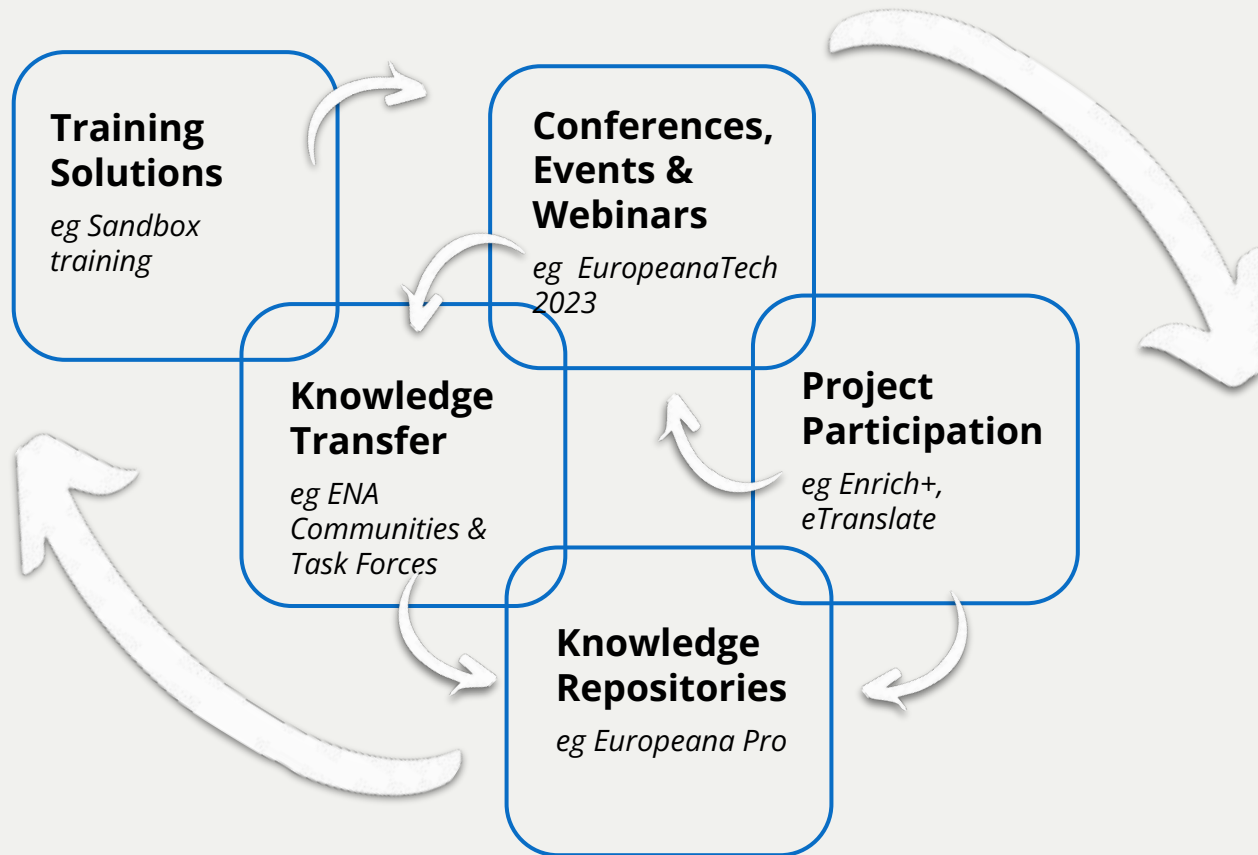 Training
Solutions
eg Sandbox
training
Conferences,
Events &
Webinars
eg  EuropeanaTech
2023
Knowledge
Transfer
eg ENA
Communities &
Task Forces
Project
Participation
eg Enrich+,
eTranslate
Knowledge
Repositories
eg Europeana Pro